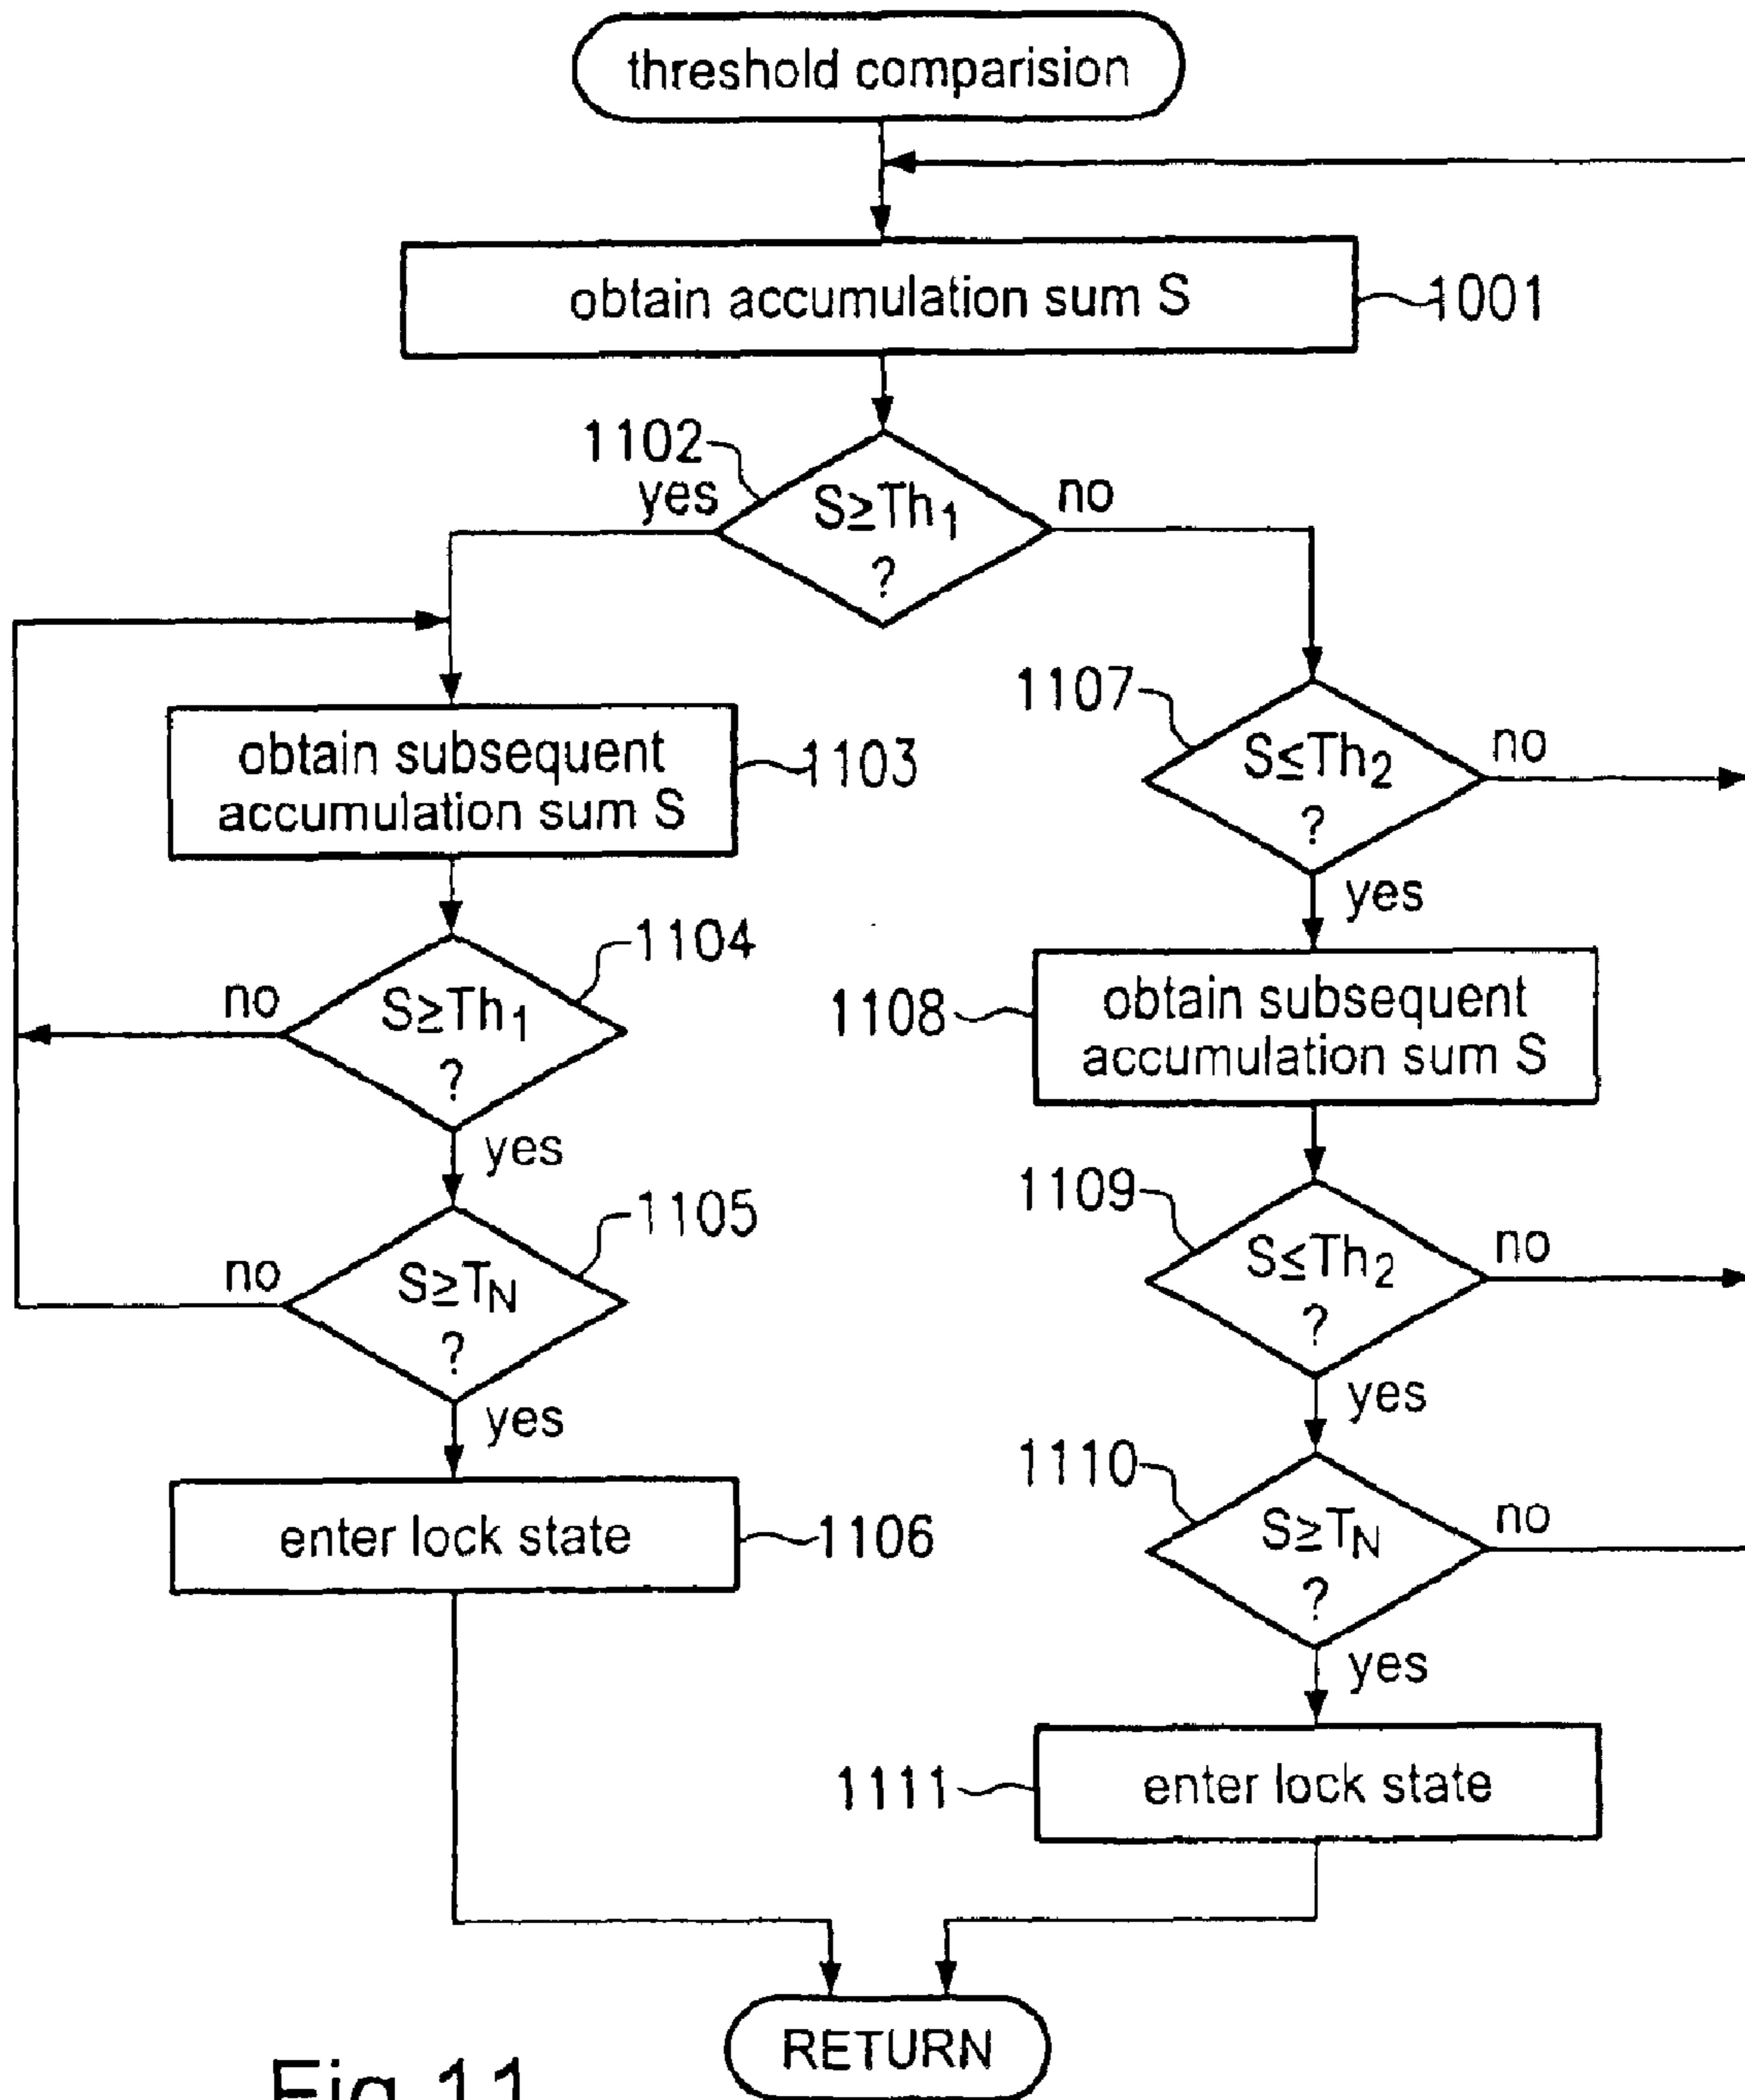 threshold comparision
obtain accumulation sum S
1001
1102
yes
S≥Th1
?
no
obtain subsequent
accumulation sum S
1103
1107
S≤Th2
?
no
yes
1104
no
S≥Th1
?
yes
1108
obtain subsequent
accumulation sum S
1105
no
S≥TN
?
yes
1109
S≤Th2
?
no
yes
enter lock state
1106
1110
S≥TN
?
no
yes
1111
enter lock state
RETURN
Fig.11